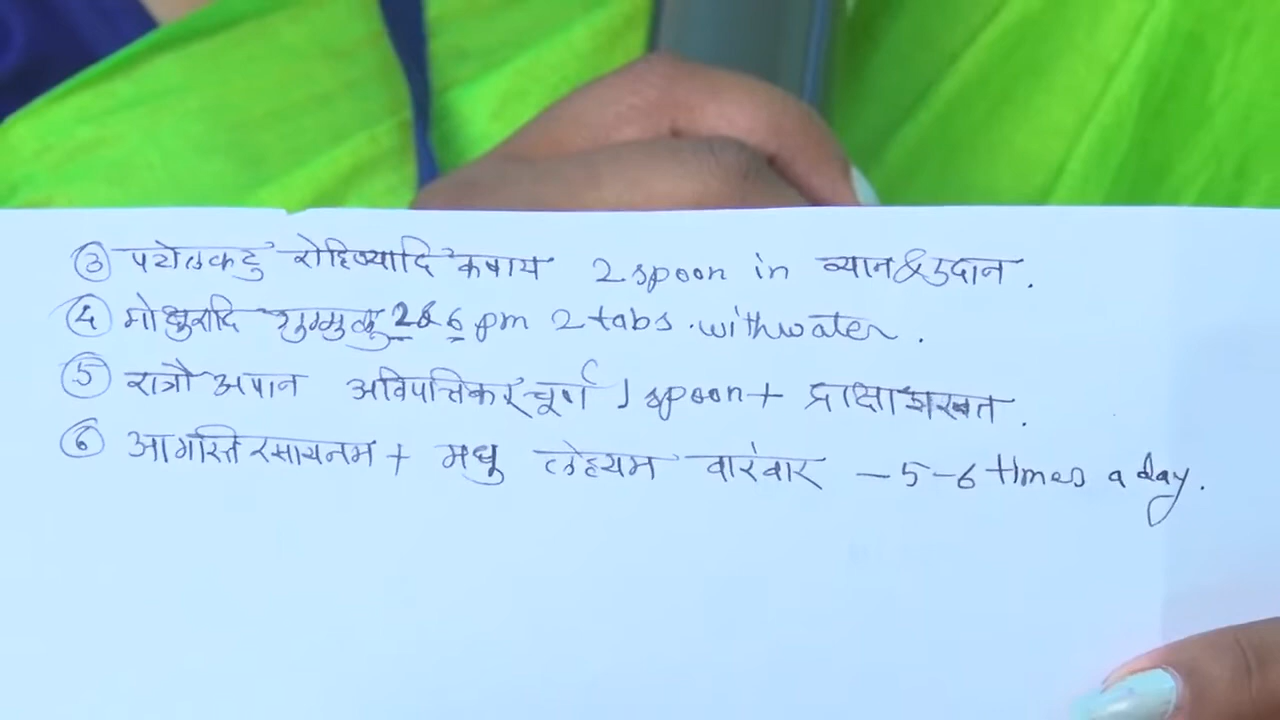 ③ पटोलकटु रोहिण्यादि कषाय 2 spoon in व्यान & उदान .
④ गोक्षुरादि गुग्गुळु 2 & 6 pm 2 tabs . with water .
⑤ रात्रौ अपान अविपत्तिकर चूर्ण 1 spoon + द्राक्षा शरबत .
⑥ आगस्ति रसायनम + मधु लेहयम वारंवार – 5 – 6 times a day .